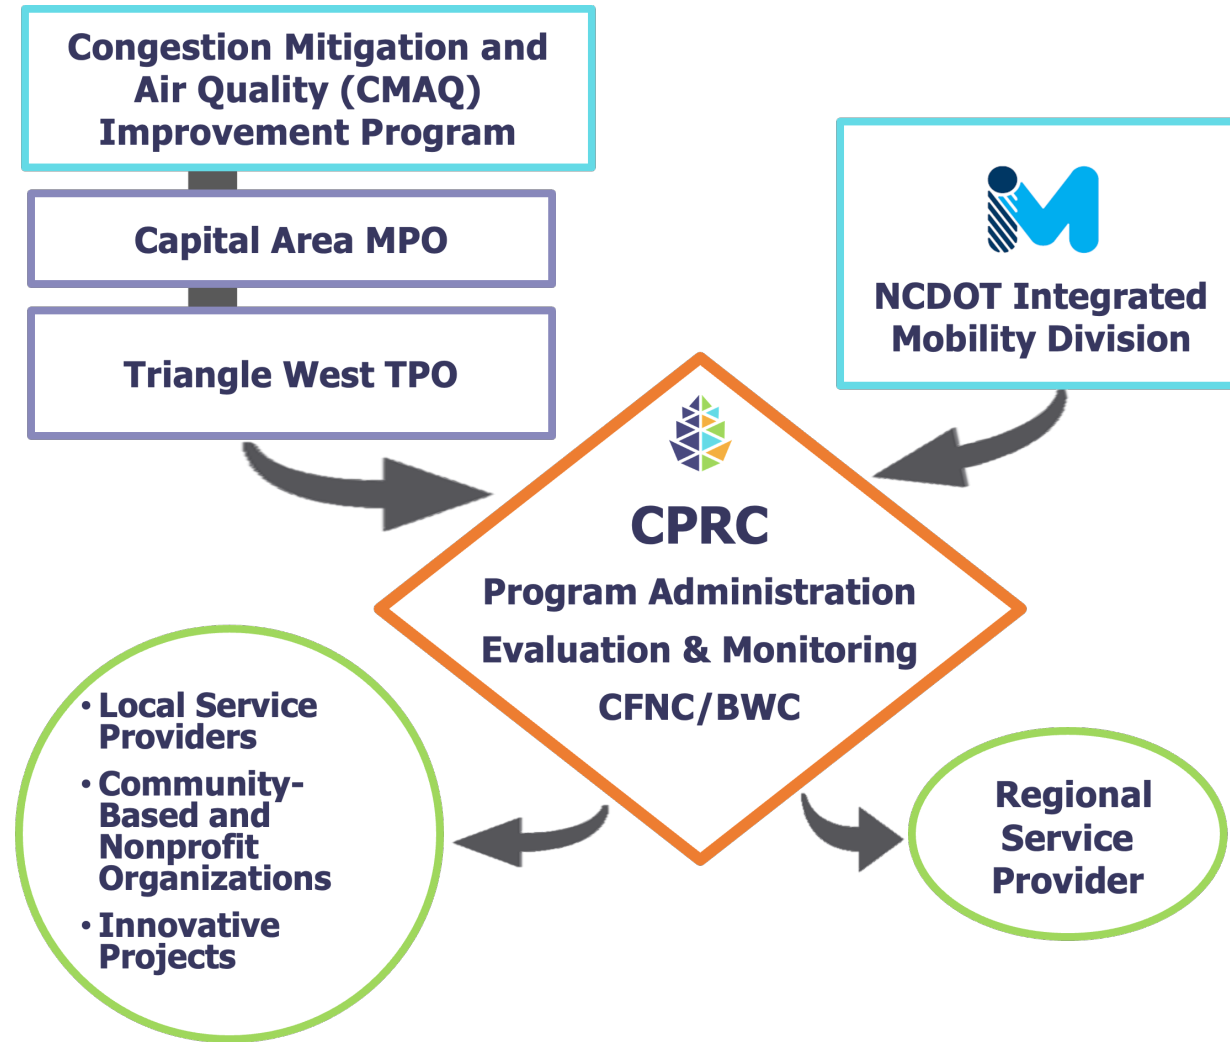 Congestion Mitigation and
Air Quality (CMAQ)
Improvement Program
Capital Area MPO
Triangle West TPO
iM
NCDOT Integrated
Mobility Division
CPRC
Program Administration
Evaluation & Monitoring
CFNC/BWC
• Local Service
Providers
• Community-
Based and
Nonprofit
Organizations
• Innovative
Projects
Regional
Service
Provider